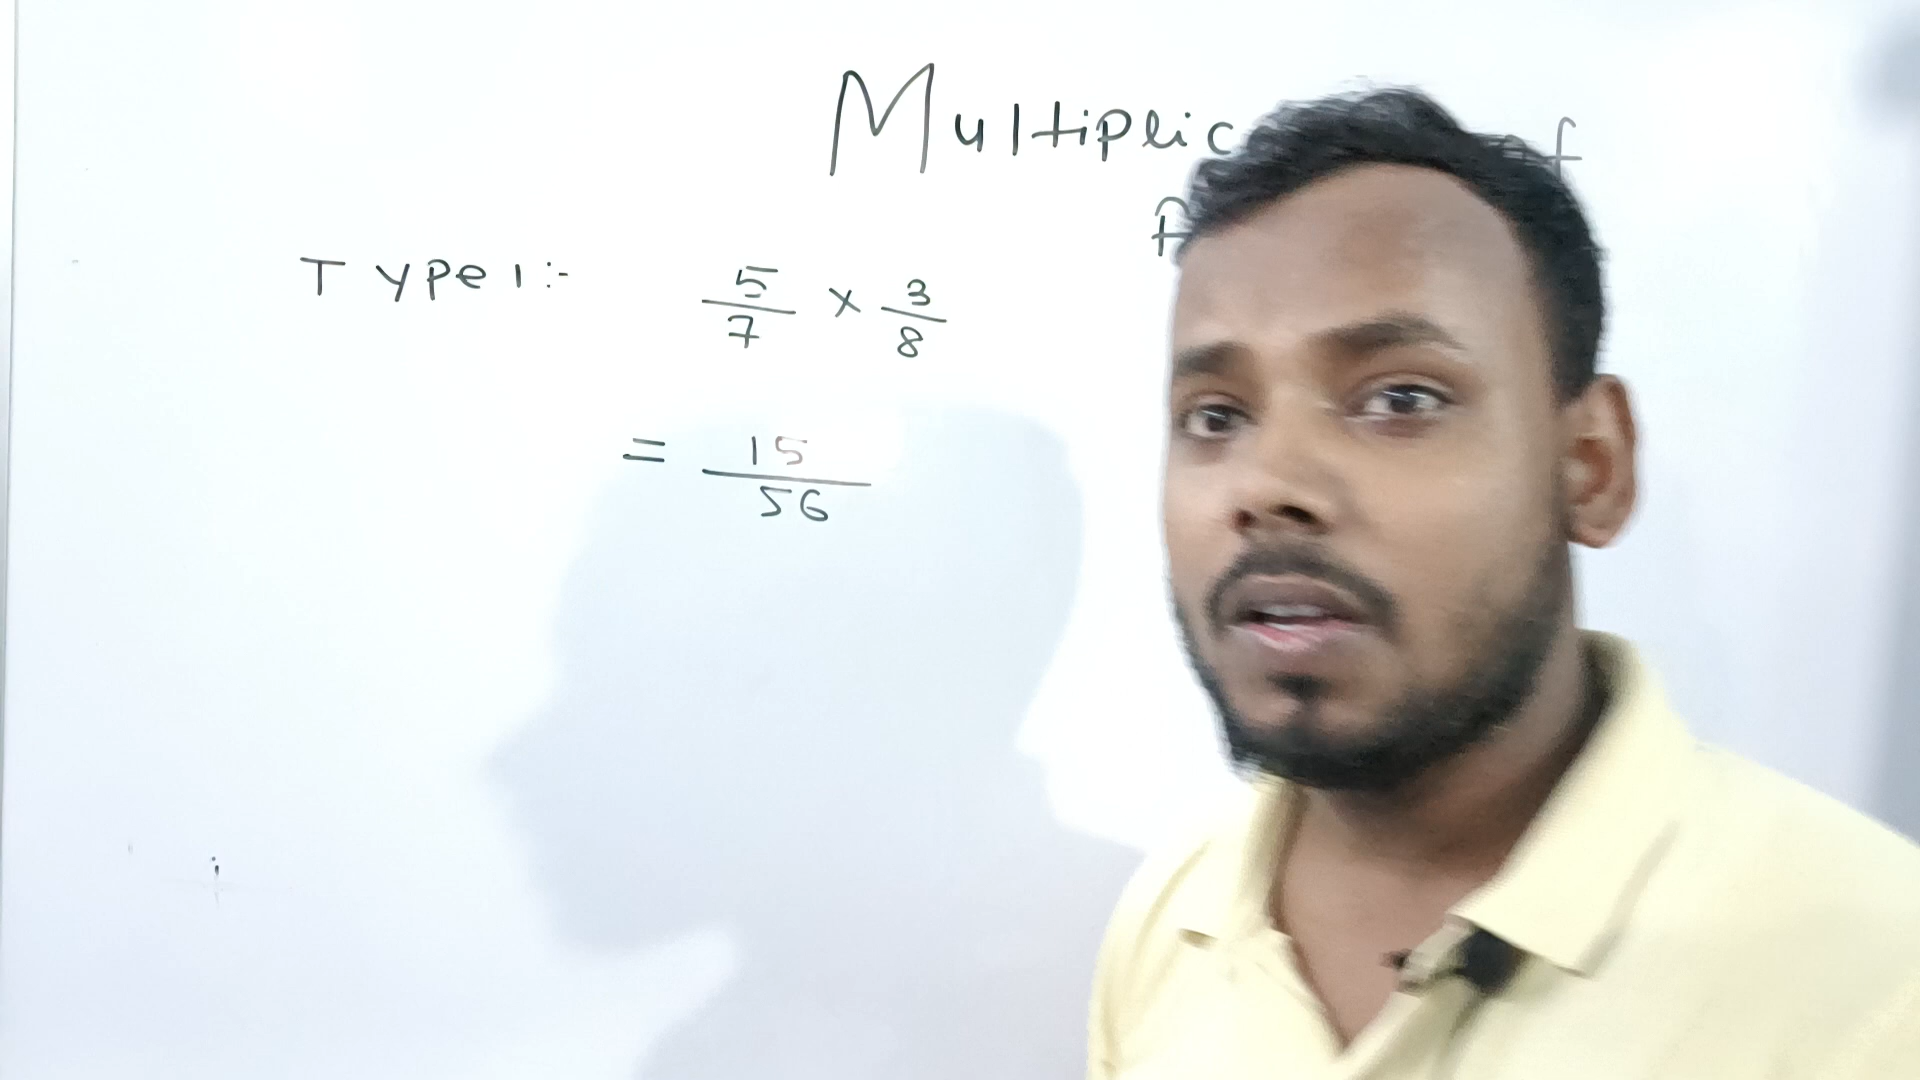 Multiplic f
Type 1 :- 5/7 × 3/8
= 15/56